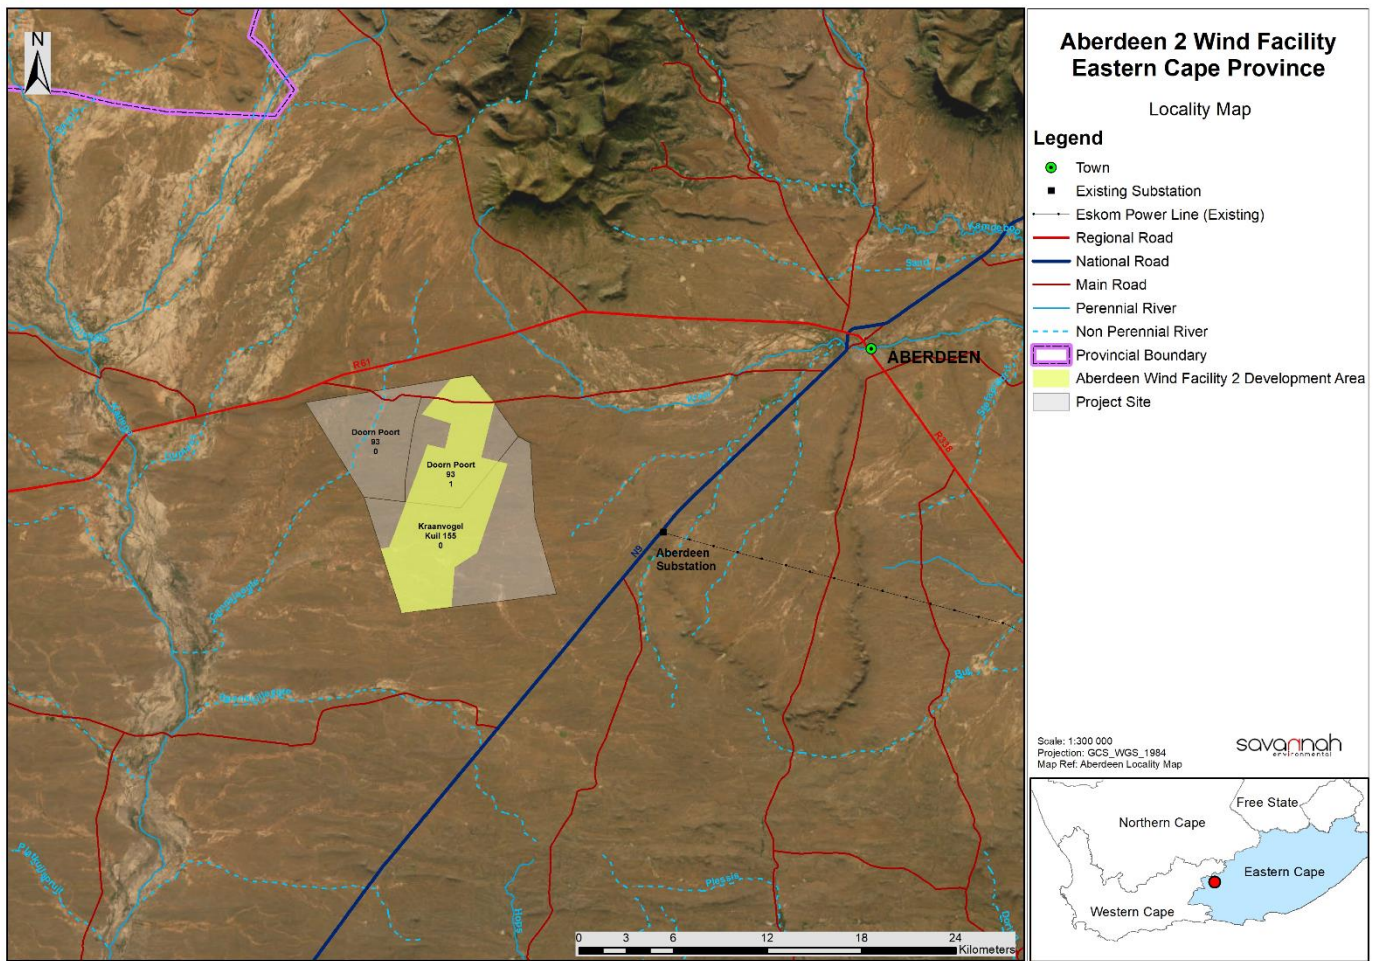 N
Aberdeen 2 Wind Facility
Eastern Cape Province
Locality Map
Legend
Town
Existing Substation
Eskom Power Line (Existing)
Regional Road
National Road
Main Road
Perennial River
Non Perennial River
Provincial Boundary
Aberdeen Wind Facility 2 Development Area
Project Site
R61
ABERDEEN
R338
N9
Doorn Poort
93
0
Doorn Poort
93
1
Kraanvogel
Kuil 155
0
Aberdeen
Substation
Plessis
0 3 6 12 18 24
Kilometers
Scale: 1:300 000
Projection: GCS_WGS_1984
Map Ref: Aberdeen Locality Map
savannah
environmental
Northern Cape
Free State
Eastern Cape
Western Cape